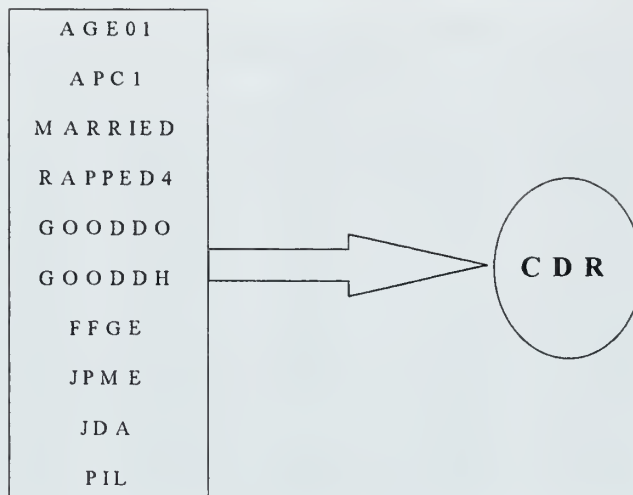 AGE01
APC1
MARRIED
RAPPED4
GOODDO
GOODDH
FFGE
JPME
JDA
PIL
CDR